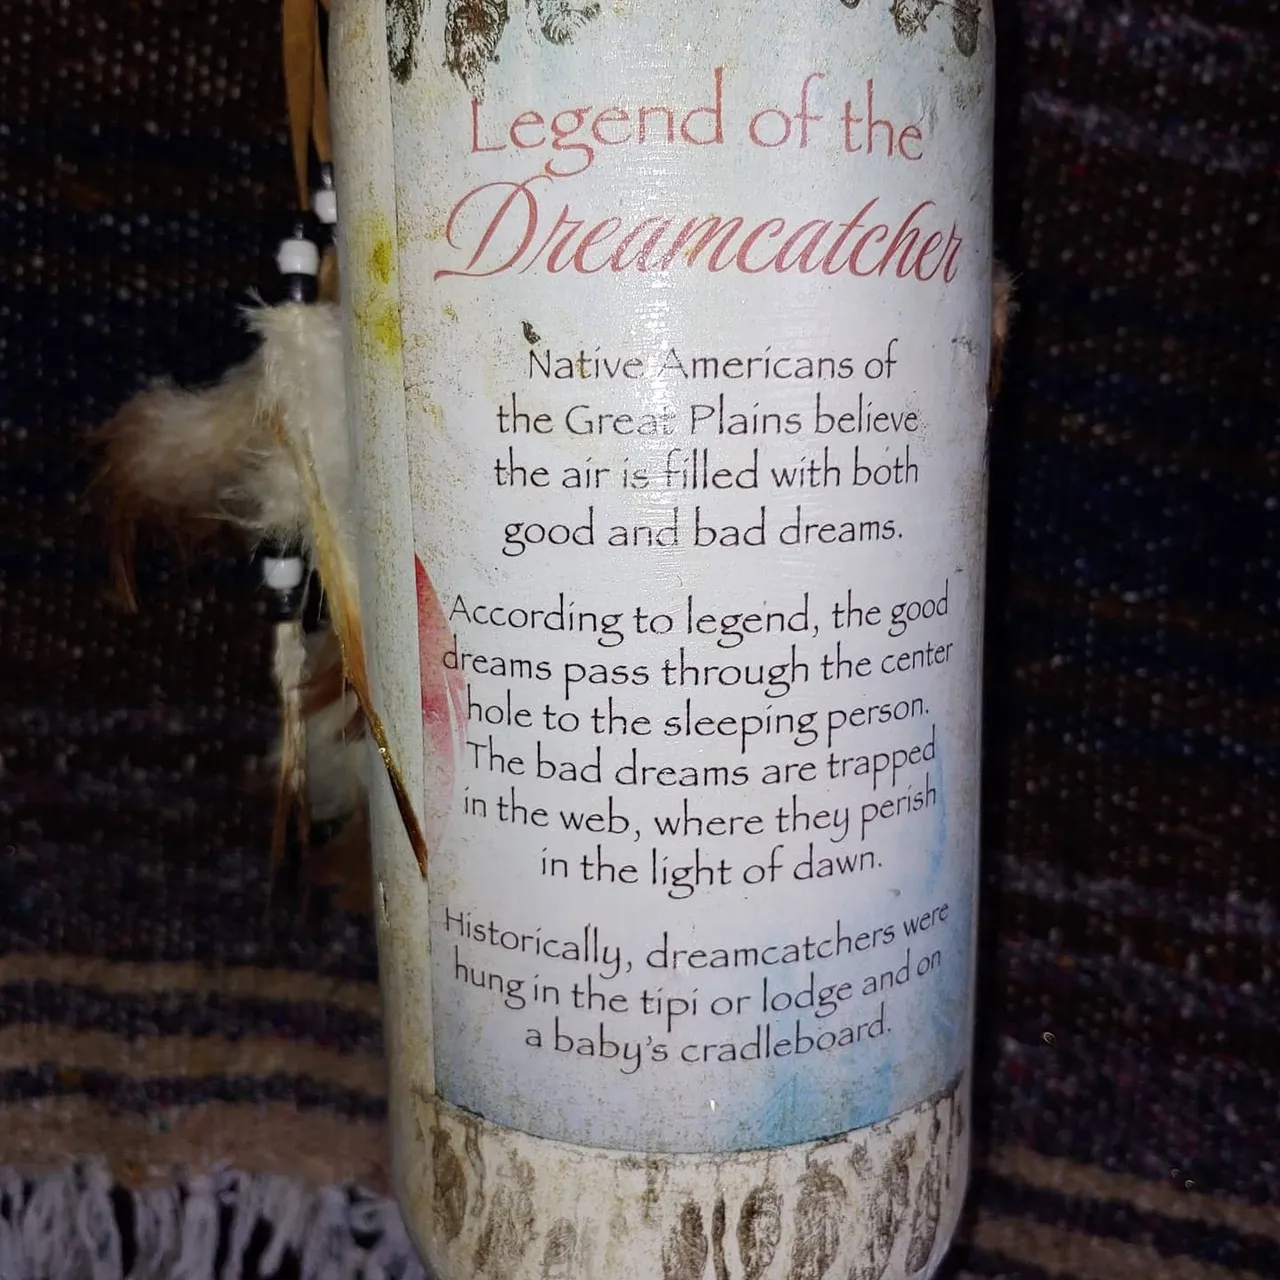 Legend of the
Dreamcatcher
Native Americans of
the Great Plains believe
the air is filled with both
good and bad dreams.
According to legend, the good
dreams pass through the center
hole to the sleeping person.
The bad dreams are trapped
in the web, where they perish
in the light of dawn.
Historically, dreamcatchers were
hung in the tipi or lodge and on
a baby's cradleboard.